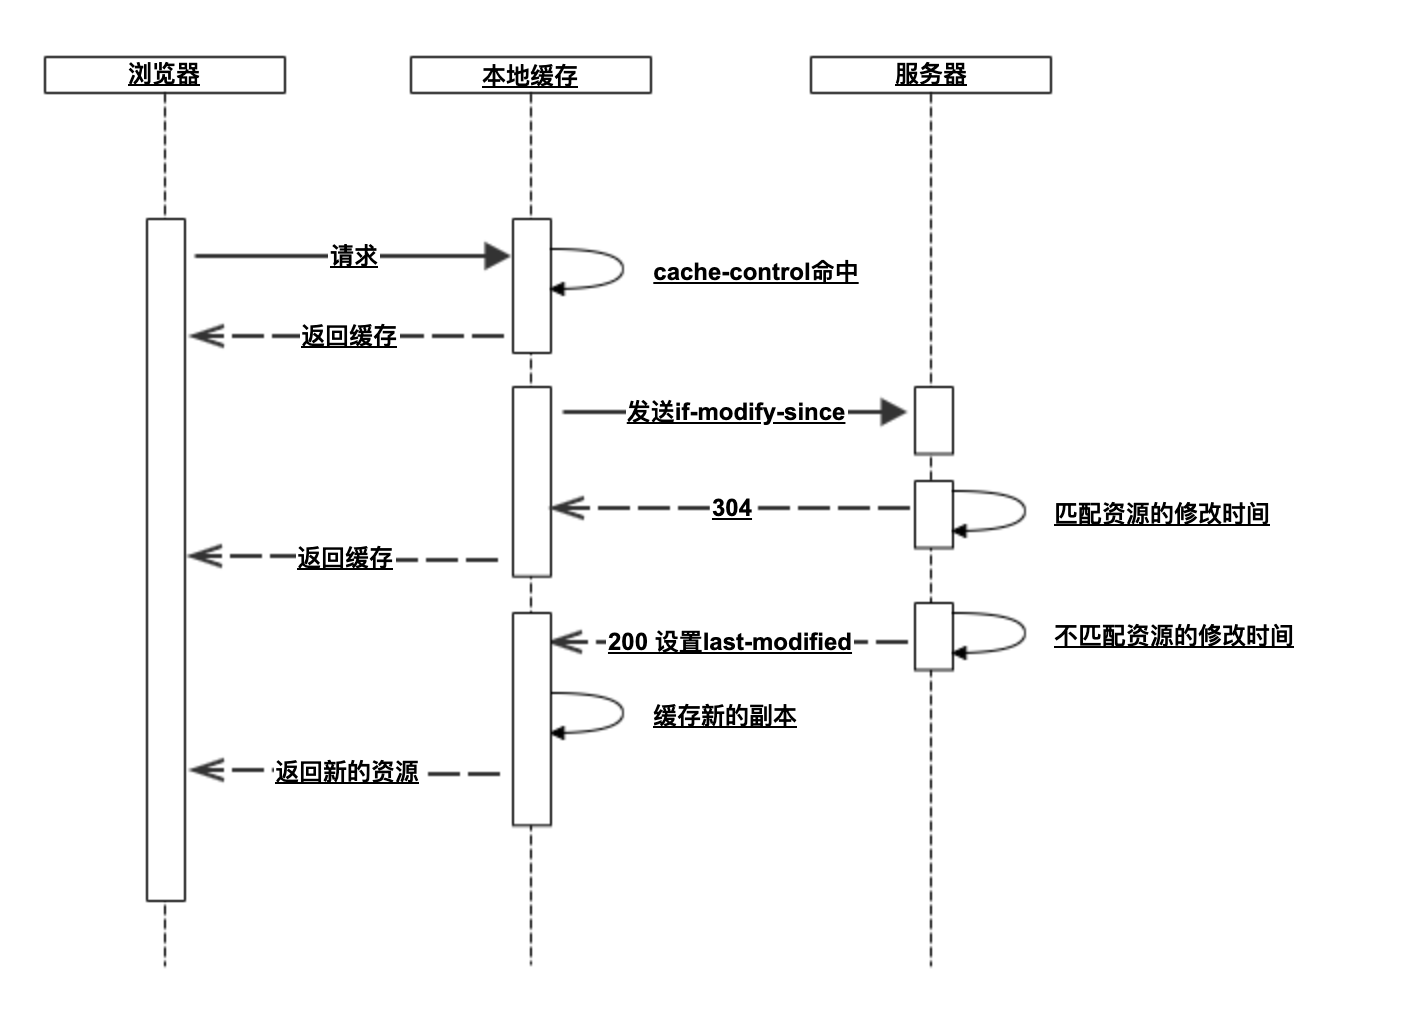 浏览器
本地缓存
服务器
请求
cache-control命中
返回缓存
发送if-modify-since
304
匹配资源的修改时间
返回缓存
200 设置last-modified
不匹配资源的修改时间
缓存新的副本
返回新的资源